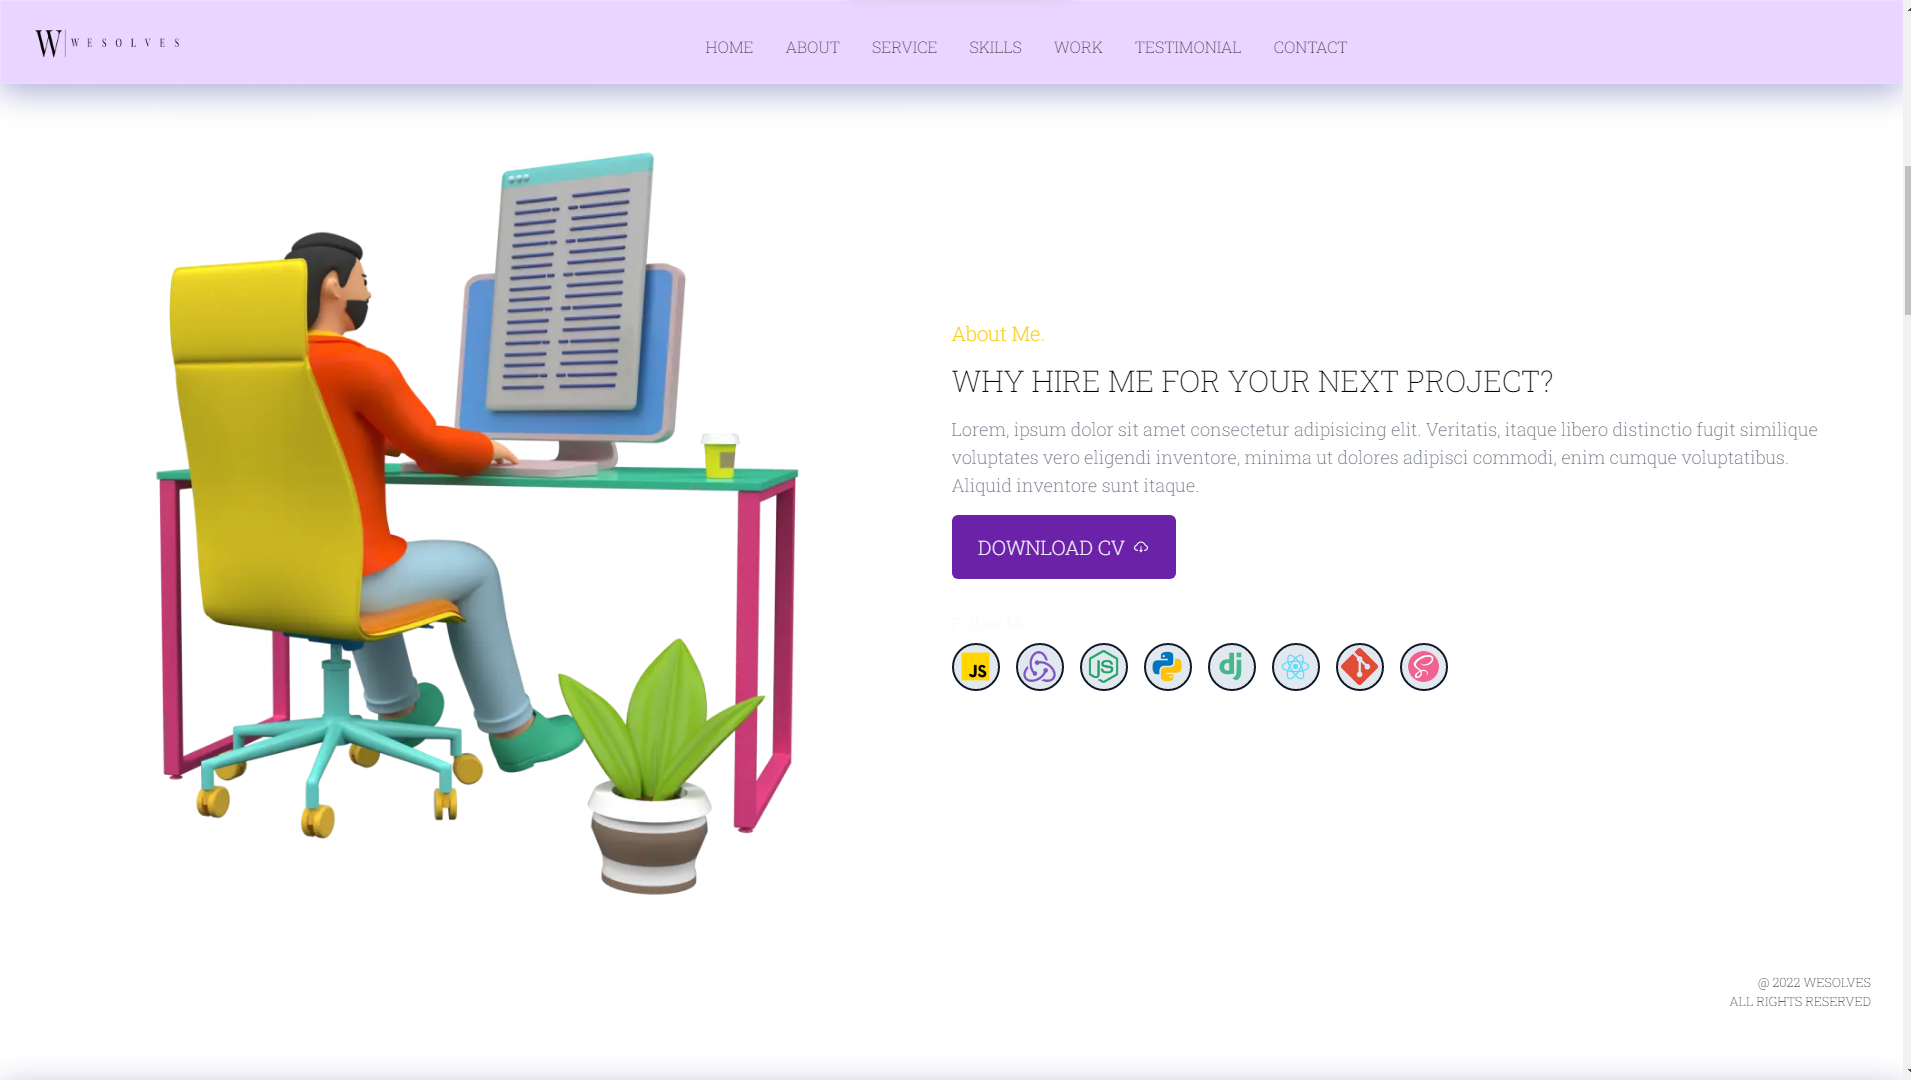 W WESOLVES
HOME ABOUT SERVICE SKILLS WORK TESTIMONIAL CONTACT
About Me.
WHY HIRE ME FOR YOUR NEXT PROJECT?
Lorem, ipsum dolor sit amet consectetur adipisicing elit. Veritatis, itaque libero distinctio fugit similique
voluptates vero eligendi inventore, minima ut dolores adipisci commodi, enim cumque voluptatibus.
Aliquid inventore sunt itaque.
DOWNLOAD CV
Follow Me:
JS JS dj
@ 2022 WESOLVES
ALL RIGHTS RESERVED